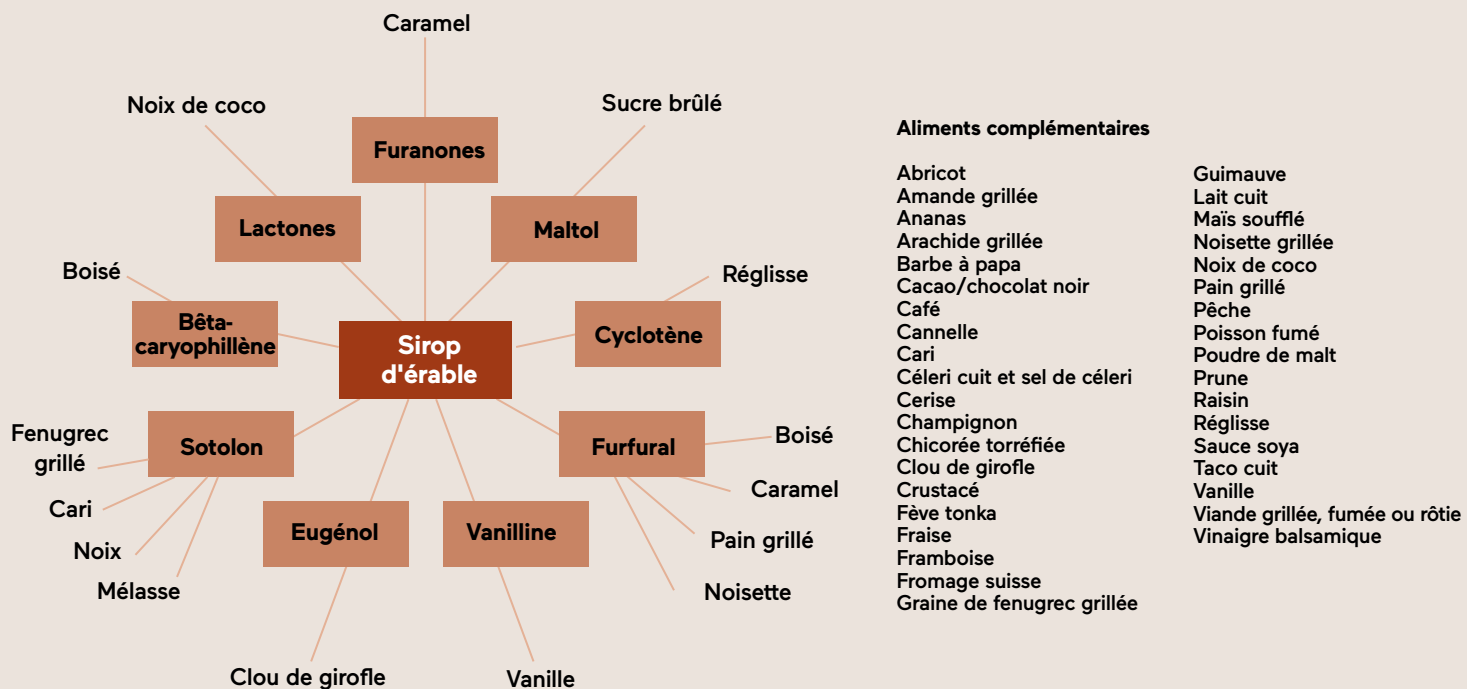 Caramel
Noix de coco
Sucre brûlé
Furanones
Lactones
Maltol
Boisé
Réglisse
Bêta-
caryophillène
Cyclotène
Sirop
d'érable
Fenugrec
grillé
Sotolon
Furfural
Boisé
Caramel
Cari
Eugénol
Vanilline
Pain grillé
Noix
Mélasse
Noisette
Clou de girofle
Vanille
Aliments complémentaires
Abricot
Amande grillée
Ananas
Arachide grillée
Barbe à papa
Cacao/chocolat noir
Café
Cannelle
Cari
Céleri cuit et sel de céleri
Cerise
Champignon
Chicorée torréfiée
Clou de girofle
Crustacé
Fève tonka
Fraise
Framboise
Fromage suisse
Graine de fenugrec grillée
Guimauve
Lait cuit
Maïs soufflé
Noisette grillée
Noix de coco
Pain grillé
Pêche
Poisson fumé
Poudre de malt
Prune
Raisin
Réglisse
Sauce soya
Taco cuit
Vanille
Viande grillée, fumée ou rôtie
Vinaigre balsamique